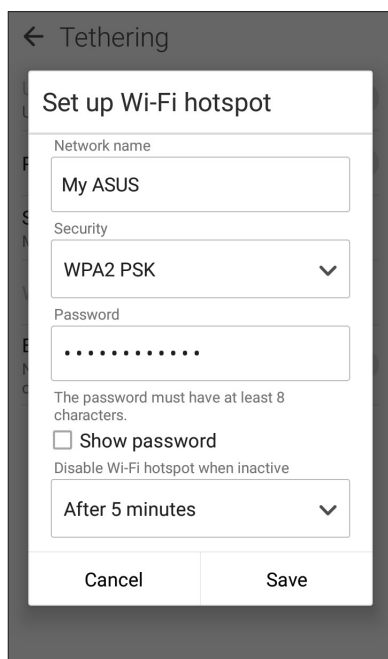 Tethering
Set up Wi-Fi hotspot
Network name
My ASUS
Security
WPA2 PSK
Password
••••••••••••
The password must have at least 8
characters.
Show password
Disable Wi-Fi hotspot when inactive
After 5 minutes
Cancel
Save